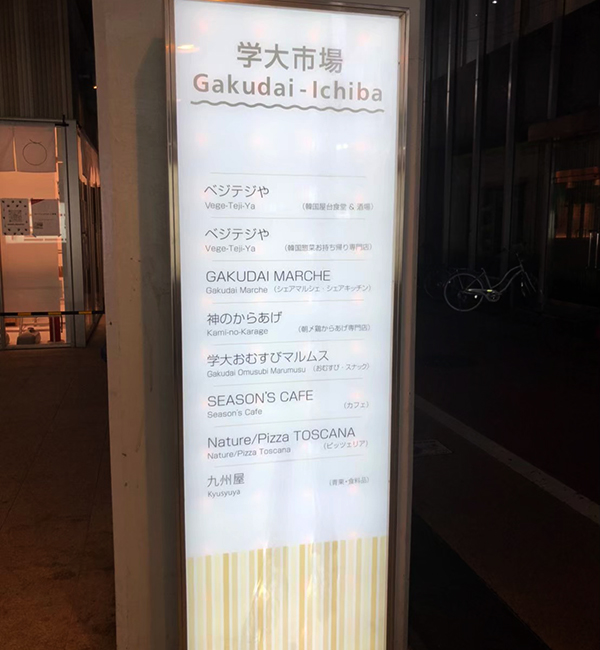 学大市場
Gakudai-Ichiba
ベジテジや
Vege-Teji-Ya （韓国屋台食堂 & 酒場）
ベジテジや
Vege-Teji-Ya （韓国惣菜お持ち帰り専門店）
GAKUDAI MARCHE
Gakudai Marche （シェアマルシェ・シェアキッチン）
神のからあげ
Kami-no-Karage （朝〆鶏からあげ専門店）
学大おむすびマルムス
Gakudai Omusubi Marumusu （おむすび・スナック）
SEASON'S CAFE
Season's Cafe （カフェ）
Nature/Pizza TOSCANA
Nature/Pizza Toscana （ピッツェリア）
九州屋
Kyusyuya （青果・食料品）